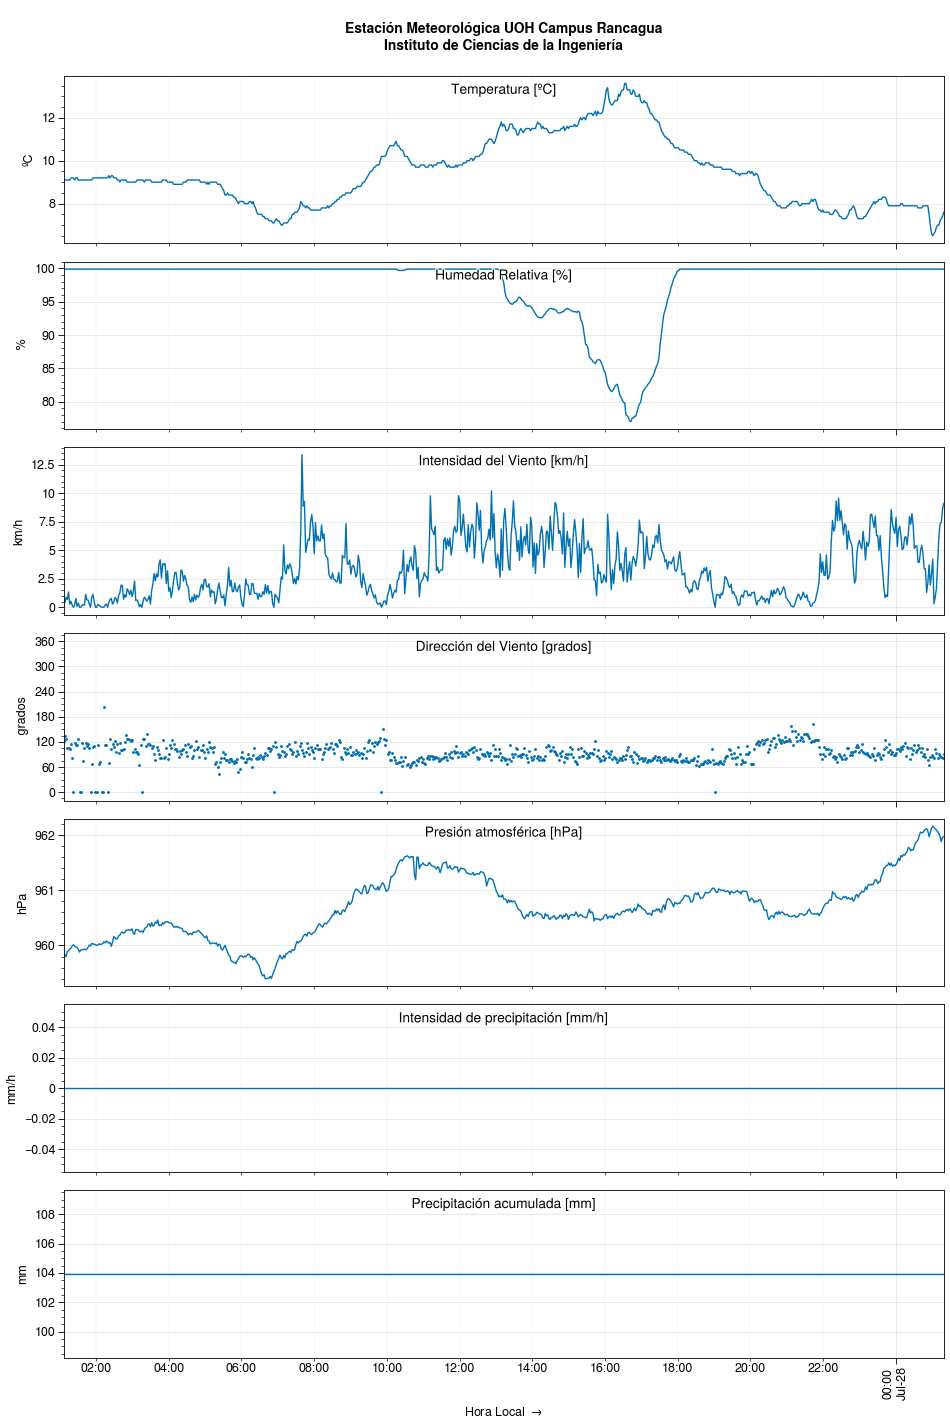 Estación Meteorológica UOH Campus Rancagua
Instituto de Ciencias de la Ingeniería
Temperatura [ºC]
ºC
12
10
8
Humedad Relativa [%]
%
100
95
90
85
80
Intensidad del Viento [km/h]
km/h
12.5
10
7.5
5
2.5
0
Dirección del Viento [grados]
grados
360
300
240
180
120
60
0
Presión atmosférica [hPa]
hPa
962
961
960
Intensidad de precipitación [mm/h]
mm/h
0.04
0.02
0
−0.02
−0.04
Precipitación acumulada [mm]
mm
108
106
104
102
100
02:00 04:00 06:00 08:00 10:00 12:00 14:00 16:00 18:00 20:00 22:00 00:00
Jul-28
Hora Local →